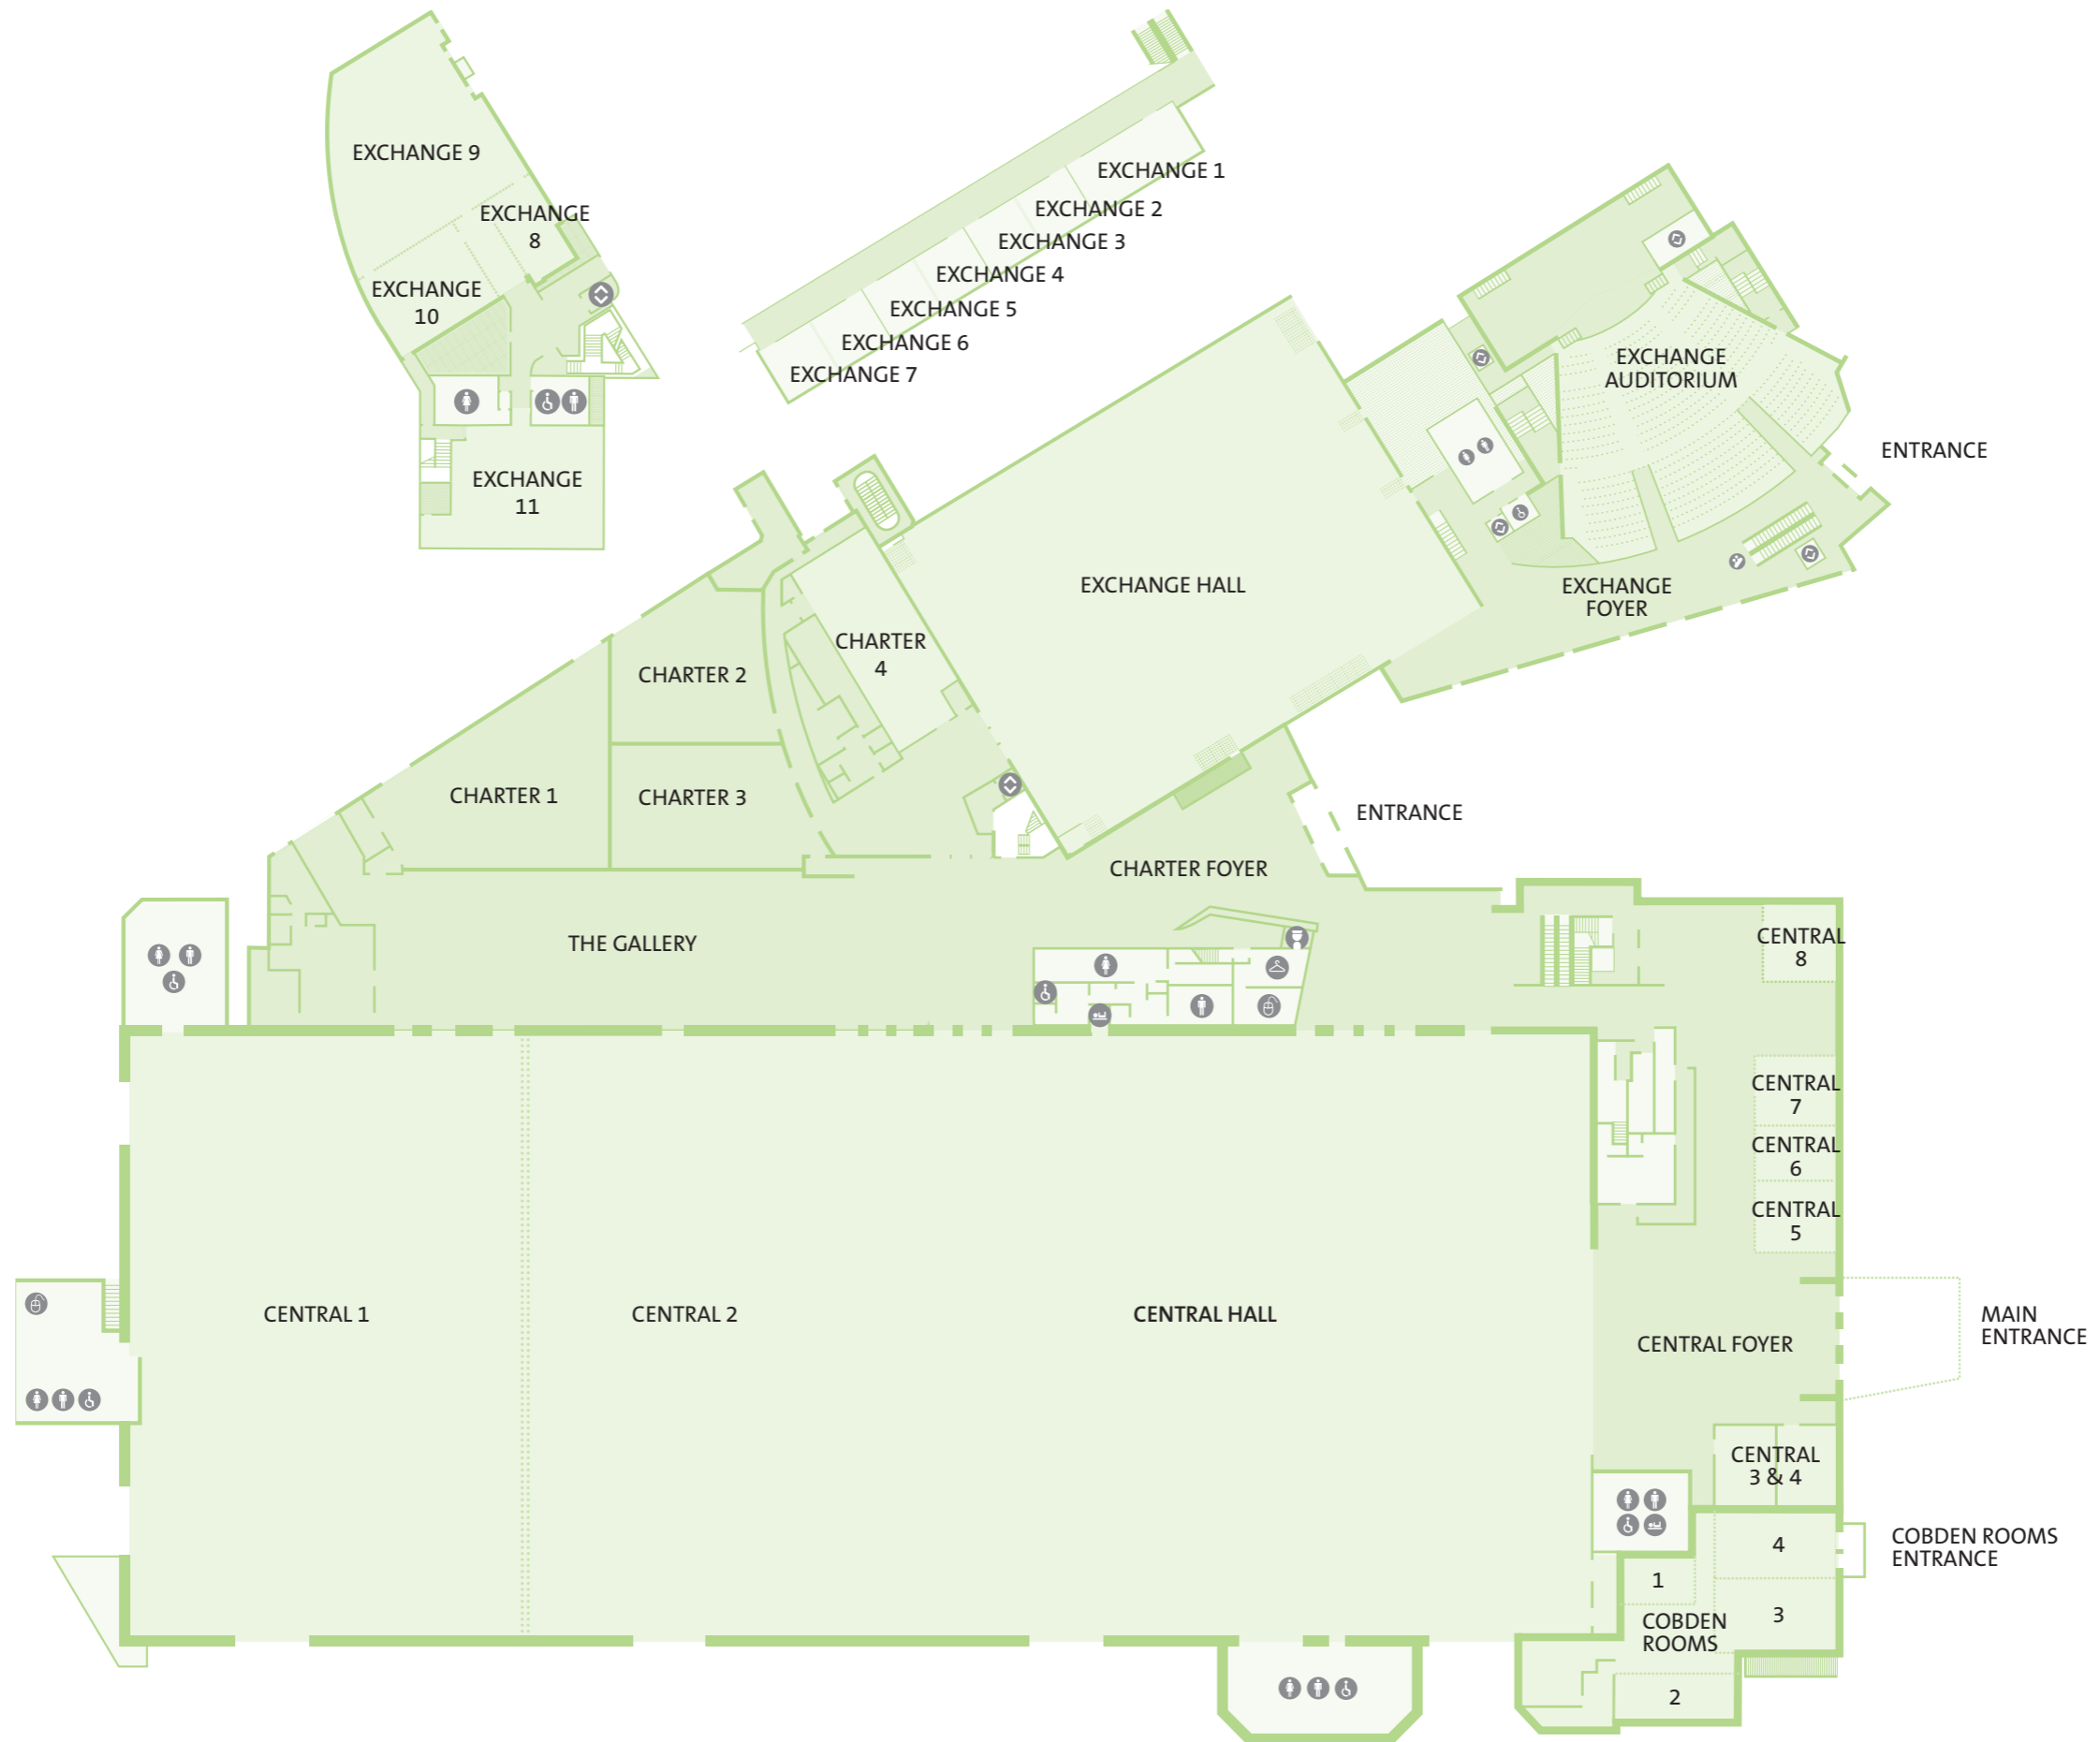 EXCHANGE 9
EXCHANGE
8
EXCHANGE
10
EXCHANGE
11
EXCHANGE 1
EXCHANGE 2
EXCHANGE 3
EXCHANGE 4
EXCHANGE 5
EXCHANGE 6
EXCHANGE 7
EXCHANGE
AUDITORIUM
ENTRANCE
EXCHANGE HALL
EXCHANGE
FOYER
CHARTER
4
CHARTER 2
CHARTER 1
CHARTER 3
ENTRANCE
CHARTER FOYER
THE GALLERY
CENTRAL
8
CENTRAL
7
CENTRAL
6
CENTRAL
5
CENTRAL 1
CENTRAL 2
CENTRAL HALL
CENTRAL FOYER
MAIN
ENTRANCE
CENTRAL
3 & 4
COBDEN ROOMS
ENTRANCE
4
1
3
COBDEN
ROOMS
2